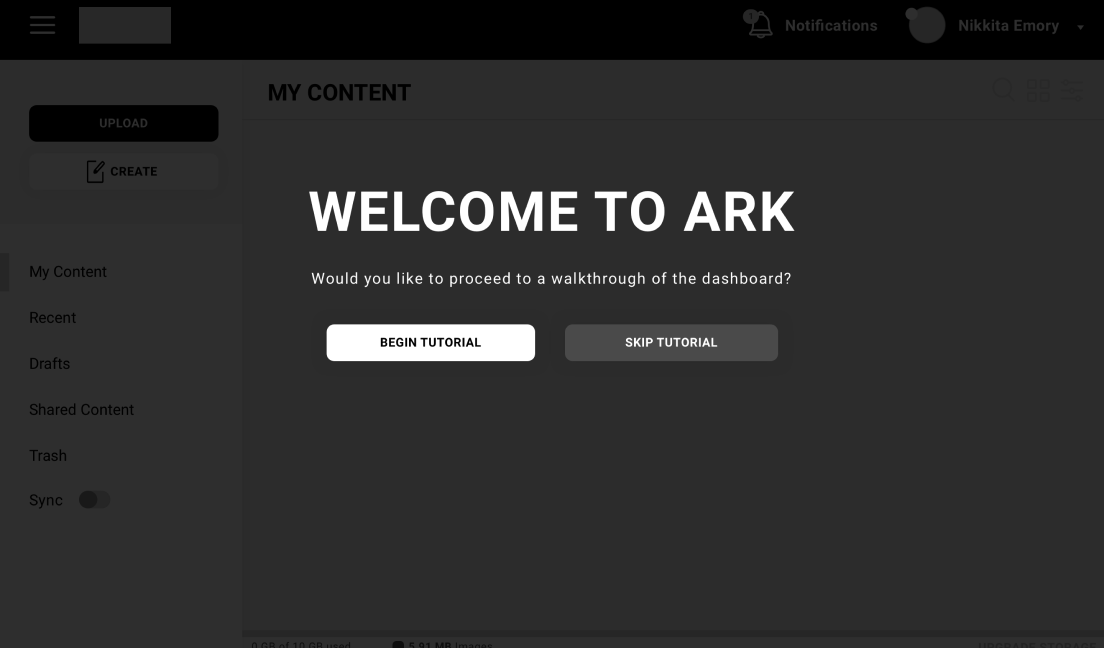 1
Notifications
Nikkita Emory
MY CONTENT
UPLOAD
CREATE
WELCOME TO ARK
Would you like to proceed to a walkthrough of the dashboard?
BEGIN TUTORIAL
SKIP TUTORIAL
My Content
Recent
Drafts
Shared Content
Trash
Sync
0 GB of 10 GB used
5.91 MB Images
UPGRADE STORAGE